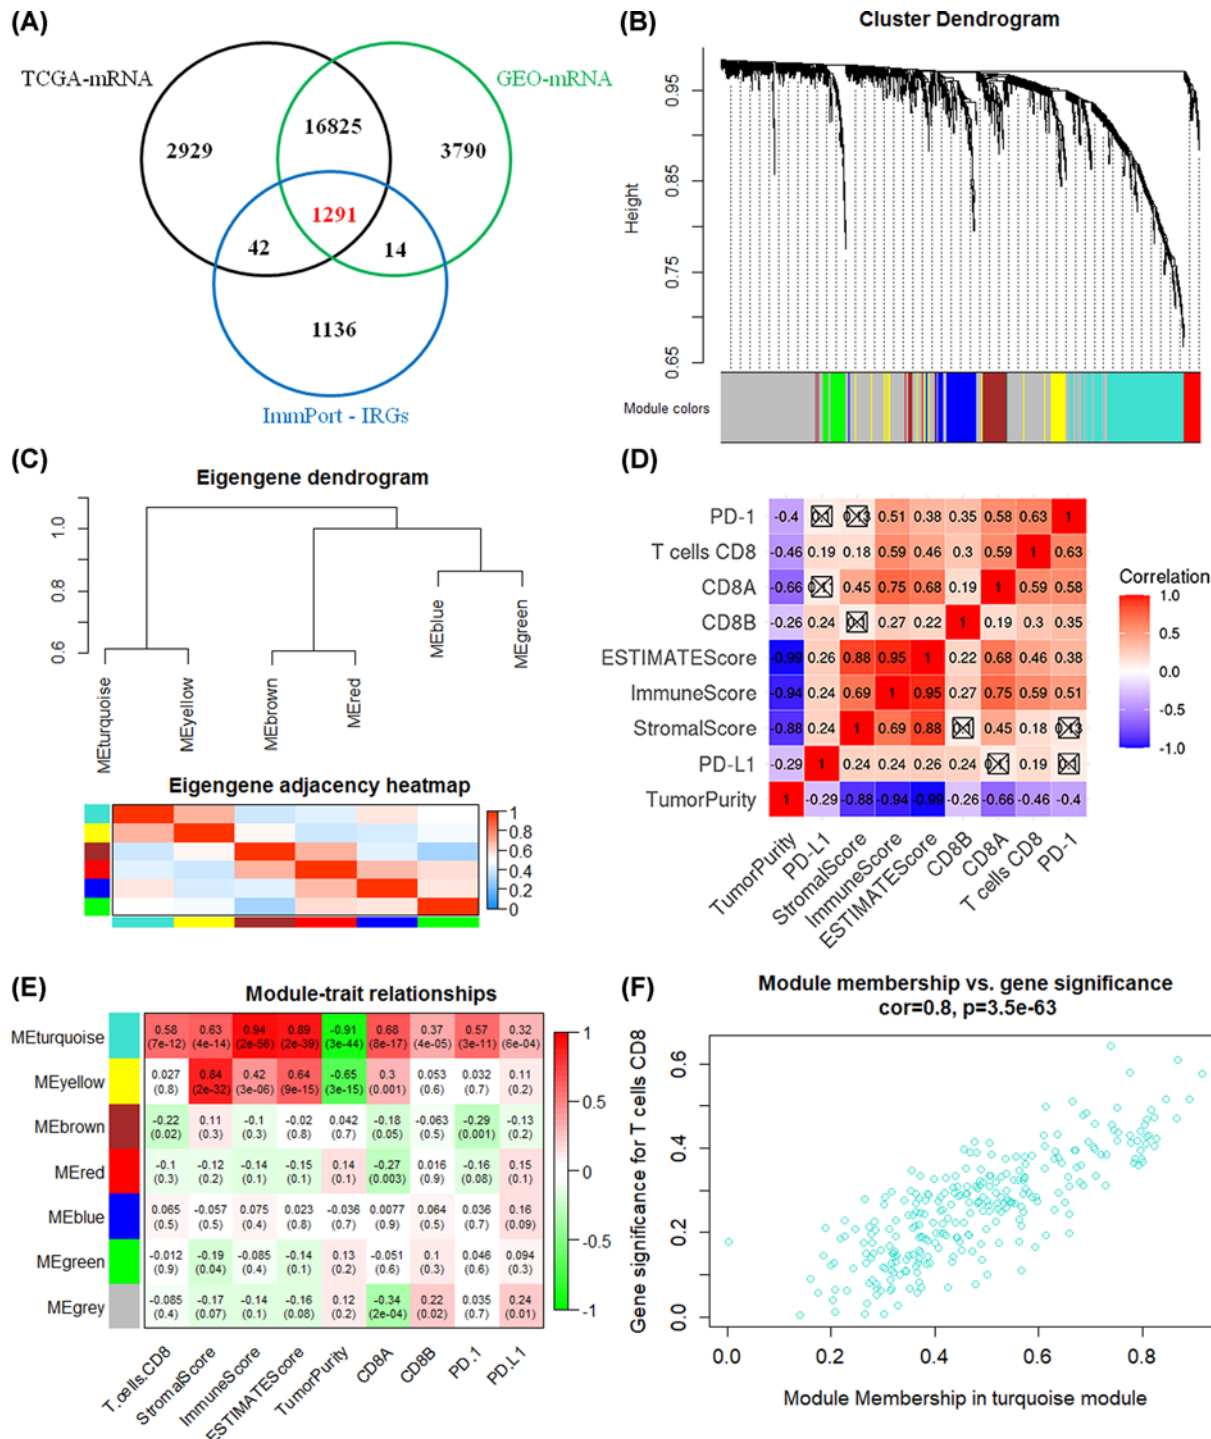 (A)
TCGA-mRNA
GEO-mRNA
2929
16825
3790
1291
42
14
1136
ImmPort - IRGs
(B)
Cluster Dendrogram
Height
0.95
0.85
0.75
0.65
Module colors
(C)
Eigengene dendrogram
1.0
0.8
0.6
MEturquoise
MEyellow
MEbrown
MEred
MEblue
MEgreen
Eigengene adjacency heatmap
1
0.8
0.6
0.4
0.2
0
(D)
PD-1 -0.4 0.51 0.38 0.35 0.58 0.63 1
T cells CD8 -0.46 0.19 0.18 0.59 0.46 0.3 0.59 1 0.63
CD8A -0.66 0.45 0.75 0.68 0.19 1 0.59 0.58
CD8B -0.26 0.24 0.27 0.22 1 0.19 0.3 0.35
ESTIMATEScore -0.99 0.26 0.88 0.95 1 0.22 0.68 0.46 0.38
ImmuneScore -0.94 0.24 0.69 1 0.95 0.27 0.75 0.59 0.51
StromalScore -0.88 0.24 1 0.69 0.88 0.45 0.18
PD-L1 -0.29 1 0.24 0.24 0.26 0.24 0.19
TumorPurity 1 -0.29 -0.88 -0.94 -0.99 -0.26 -0.66 -0.46 -0.4
TumorPurity
PD-L1
StromalScore
ImmuneScore
ESTIMATEScore
CD8B
CD8A
T cells CD8
PD-1
Correlation
1.0
0.5
0.0
-0.5
-1.0
(E)
Module-trait relationships
MEturquoise
0.58 0.63 0.94 0.89 -0.91 0.68 0.37 0.57 0.32
(7e-12) (4e-14) (2e-56) (2e-39) (3e-44) (8e-17) (4e-05) (3e-11) (6e-04)
MEyellow
0.027 0.84 0.42 0.64 -0.65 0.3 0.053 0.032 0.11
(0.8) (2e-32) (3e-06) (9e-15) (3e-15) (0.001) (0.6) (0.7) (0.2)
MEbrown
-0.22 0.11 -0.1 -0.02 0.042 -0.18 -0.063 -0.29 -0.13
(0.02) (0.3) (0.3) (0.8) (0.7) (0.05) (0.5) (0.001) (0.2)
MEred
-0.1 -0.12 -0.14 -0.15 0.14 -0.27 0.016 -0.16 0.15
(0.3) (0.2) (0.1) (0.1) (0.1) (0.003) (0.9) (0.08) (0.1)
MEblue
0.065 -0.057 0.075 0.023 -0.036 0.0077 0.064 0.036 0.16
(0.5) (0.5) (0.4) (0.8) (0.7) (0.9) (0.5) (0.7) (0.09)
MEgreen
-0.012 -0.19 -0.085 -0.14 0.13 -0.051 0.1 0.046 0.094
(0.9) (0.04) (0.4) (0.1) (0.2) (0.6) (0.3) (0.6) (0.3)
MEgrey
-0.085 -0.17 -0.14 -0.16 0.12 -0.34 0.22 0.035 0.24
(0.4) (0.07) (0.1) (0.08) (0.2) (2e-04) (0.02) (0.7) (0.01)
T.cells.CD8
StromalScore
ImmuneScore
ESTIMATEScore
TumorPurity
CD8A
CD8B
PD.1
PD.L1
1
0.5
0
-0.5
-1
(F)
Module membership vs. gene significance
cor=0.8, p=3.5e-63
Gene significance for T cells CD8
0.6
0.4
0.2
0.0
0.0 0.2 0.4 0.6 0.8
Module Membership in turquoise module